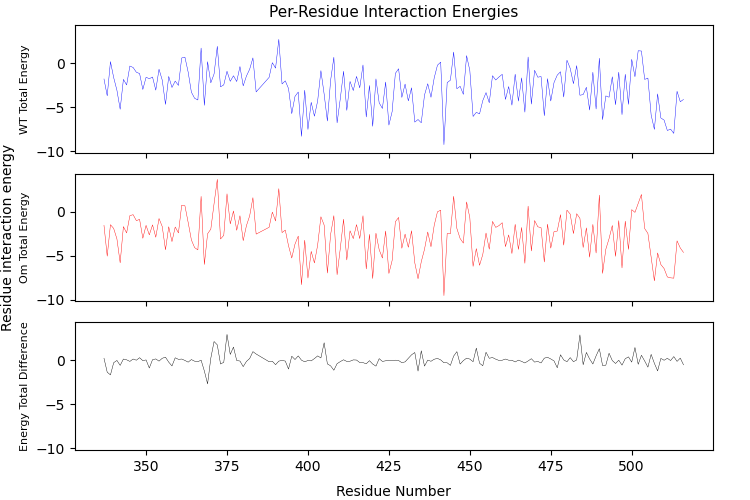 Per-Residue Interaction Energies
Residue interaction energy
WT Total Energy
0
−5
−10
Om Total Energy
0
−5
−10
Energy Total Difference
0
−5
−10
350 375 400 425 450 475 500
Residue Number